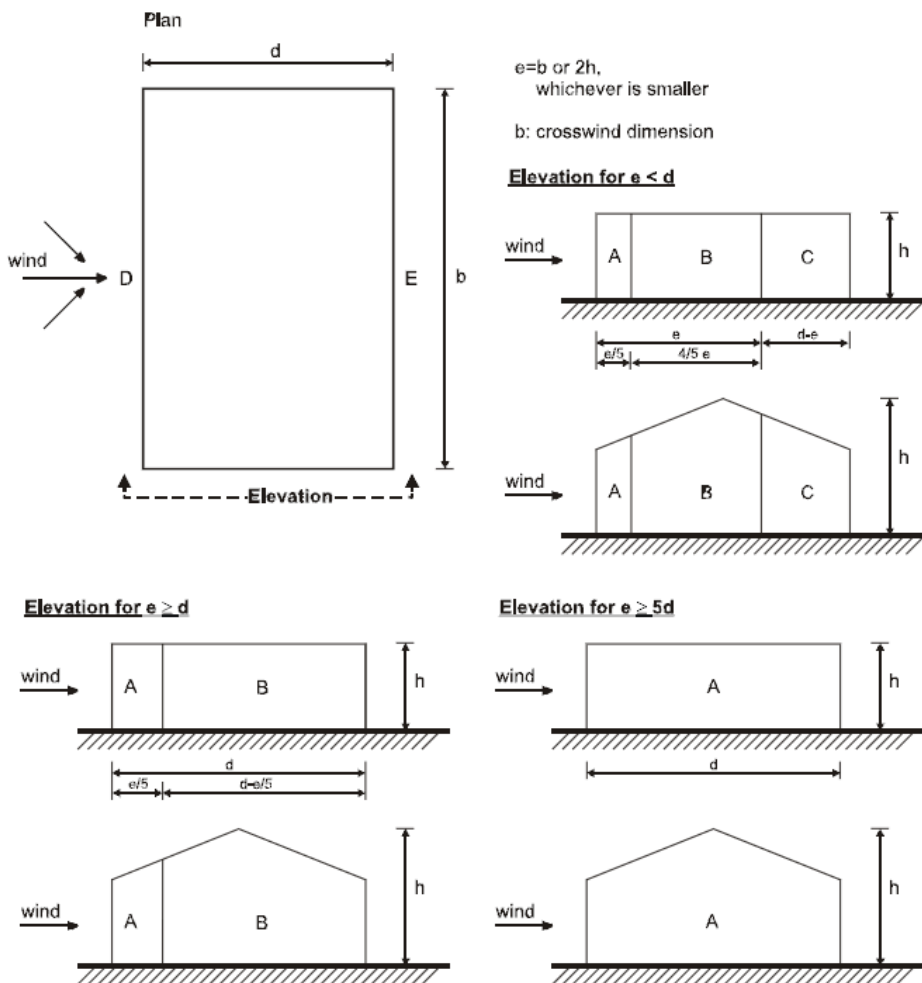 Plan
d
e=b or 2h,
whichever is smaller
b: crosswind dimension
wind
D
E
b
Elevation
Elevation for e < d
wind
A
B
C
h
e
d-e
e/5
4/5 e
wind
A
B
C
h
Elevation for e ≥ d
wind
A
B
h
d
e/5
d-e/5
wind
A
B
h
Elevation for e ≥ 5d
wind
A
h
d
wind
A
h